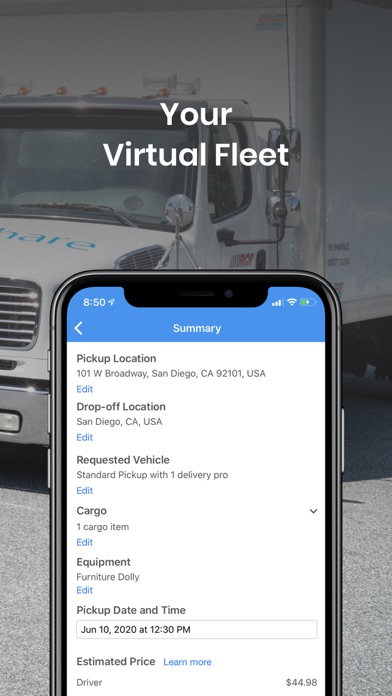 Your
Virtual Fleet
hare
8:50
Summary
Pickup Location
101 W Broadway, San Diego, CA 92101, USA
Edit
Drop-off Location
San Diego, CA, USA
Edit
Requested Vehicle
Standard Pickup with 1 delivery pro
Edit
Cargo
1 cargo item
Edit
Equipment
Furniture Dolly
Edit
Pickup Date and Time
Jun 10, 2020 at 12:30 PM
Estimated Price Learn more
Driver $44.98